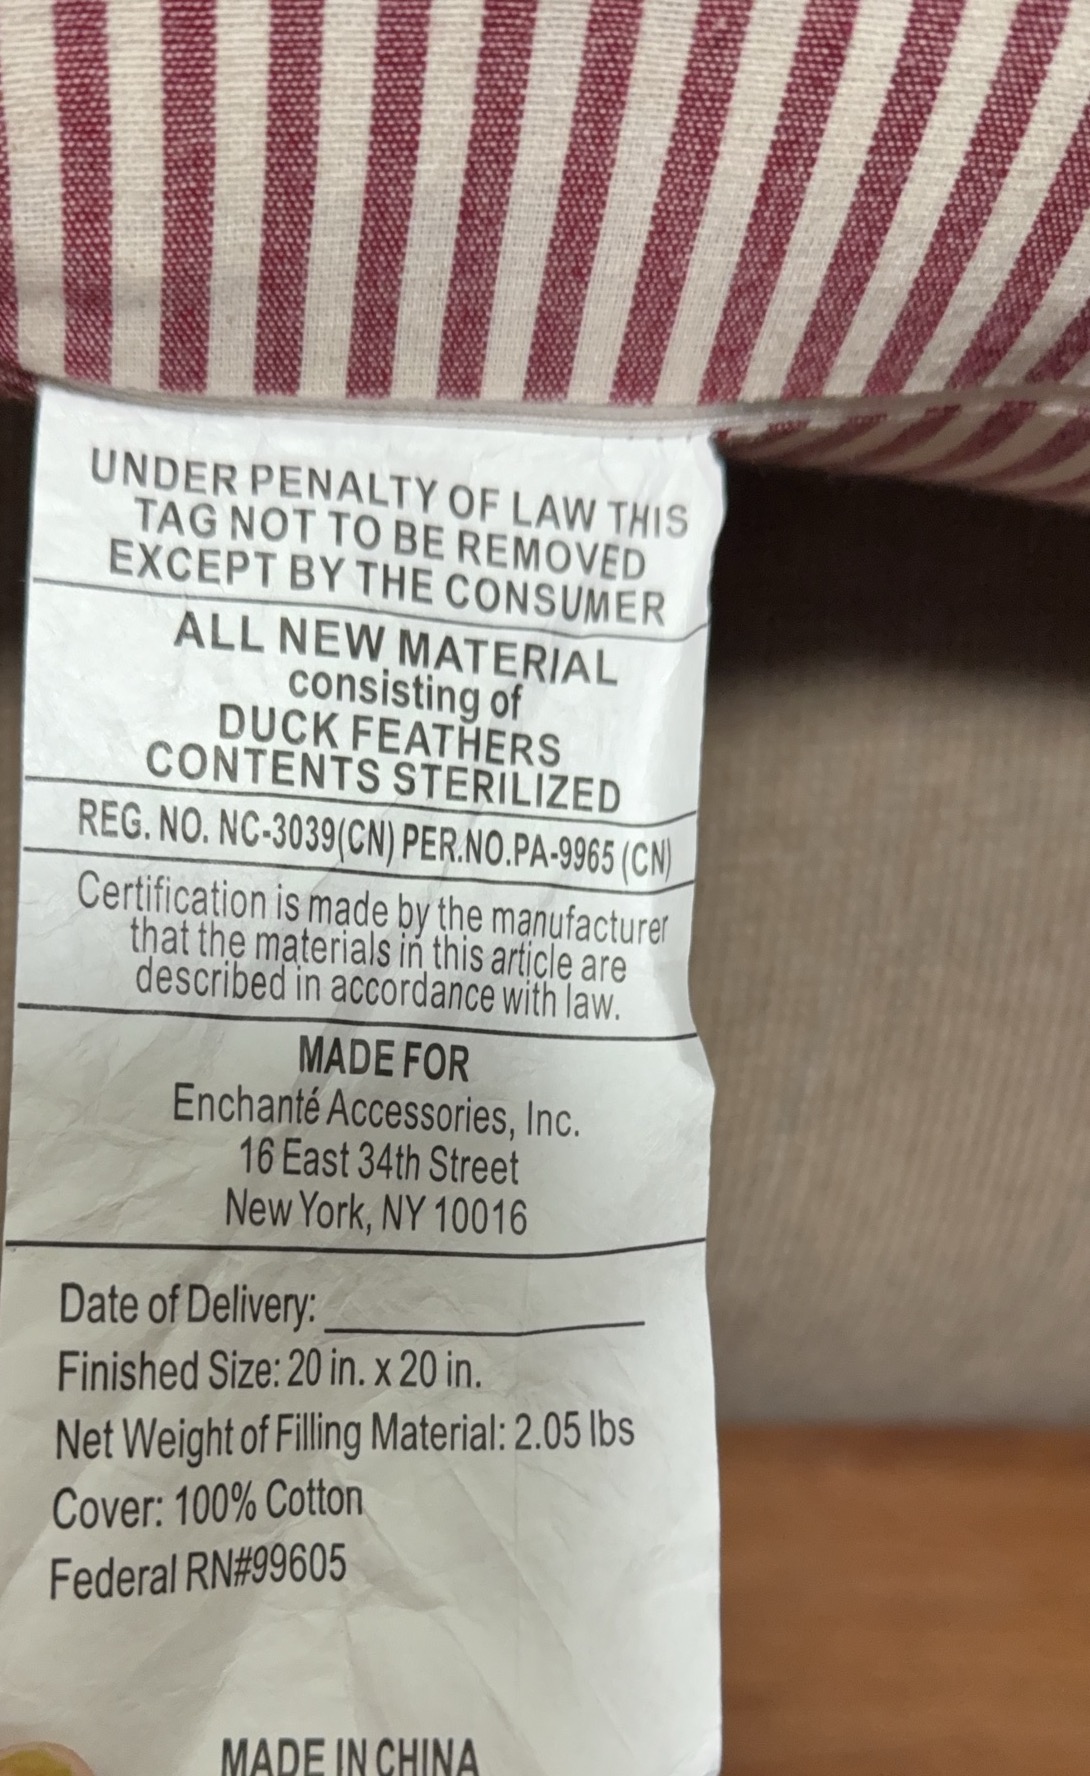 UNDER PENALTY OF LAW THIS
TAG NOT TO BE REMOVED
EXCEPT BY THE CONSUMER
ALL NEW MATERIAL
consisting of
DUCK FEATHERS
CONTENTS STERILIZED
REG. NO. NC-3039(CN) PER.NO.PA-9965 (CN)
Certification is made by the manufacturer
that the materials in this article are
described in accordance with law.
MADE FOR
Enchanté Accessories, Inc.
16 East 34th Street
New York, NY 10016
Date of Delivery:
Finished Size: 20 in. x 20 in.
Net Weight of Filling Material: 2.05 lbs
Cover: 100% Cotton
Federal RN#99605
MADE IN CHINA